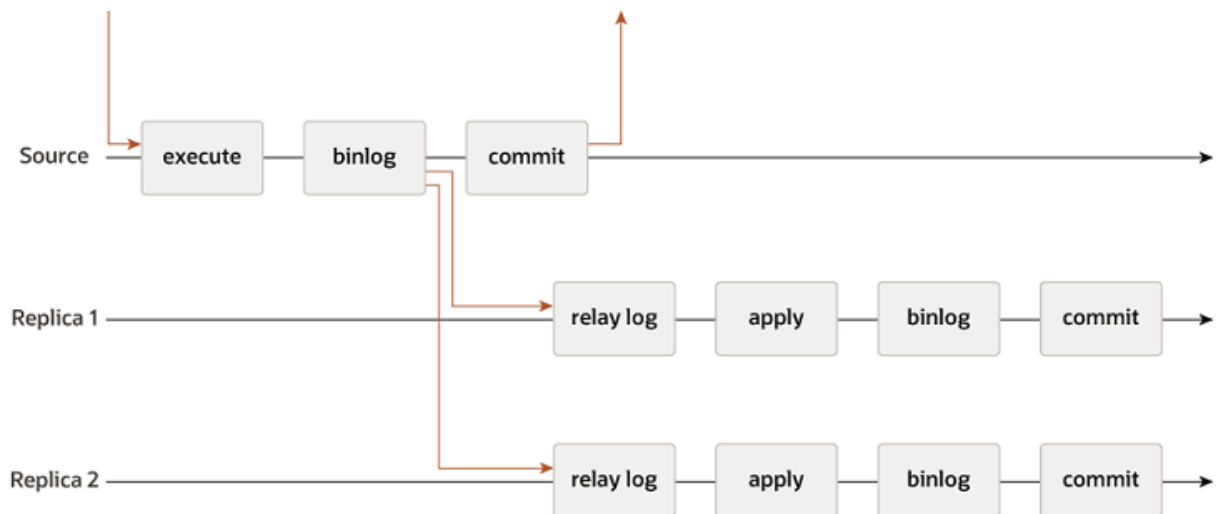 Source execute binlog commit
Replica 1 relay log apply binlog commit
Replica 2 relay log apply binlog commit